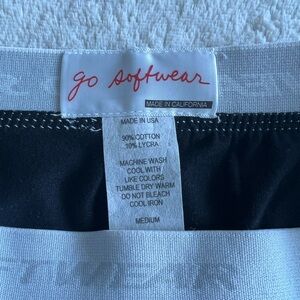 go softwear
MADE IN CALIFORNIA
MADE IN USA
90% COTTON
10% LYCRA
MACHINE WASH
COOL WITH
LIKE COLORS
TUMBLE DRY WARM
DO NOT BLEACH
COOL IRON
MEDIUM
TWEAR